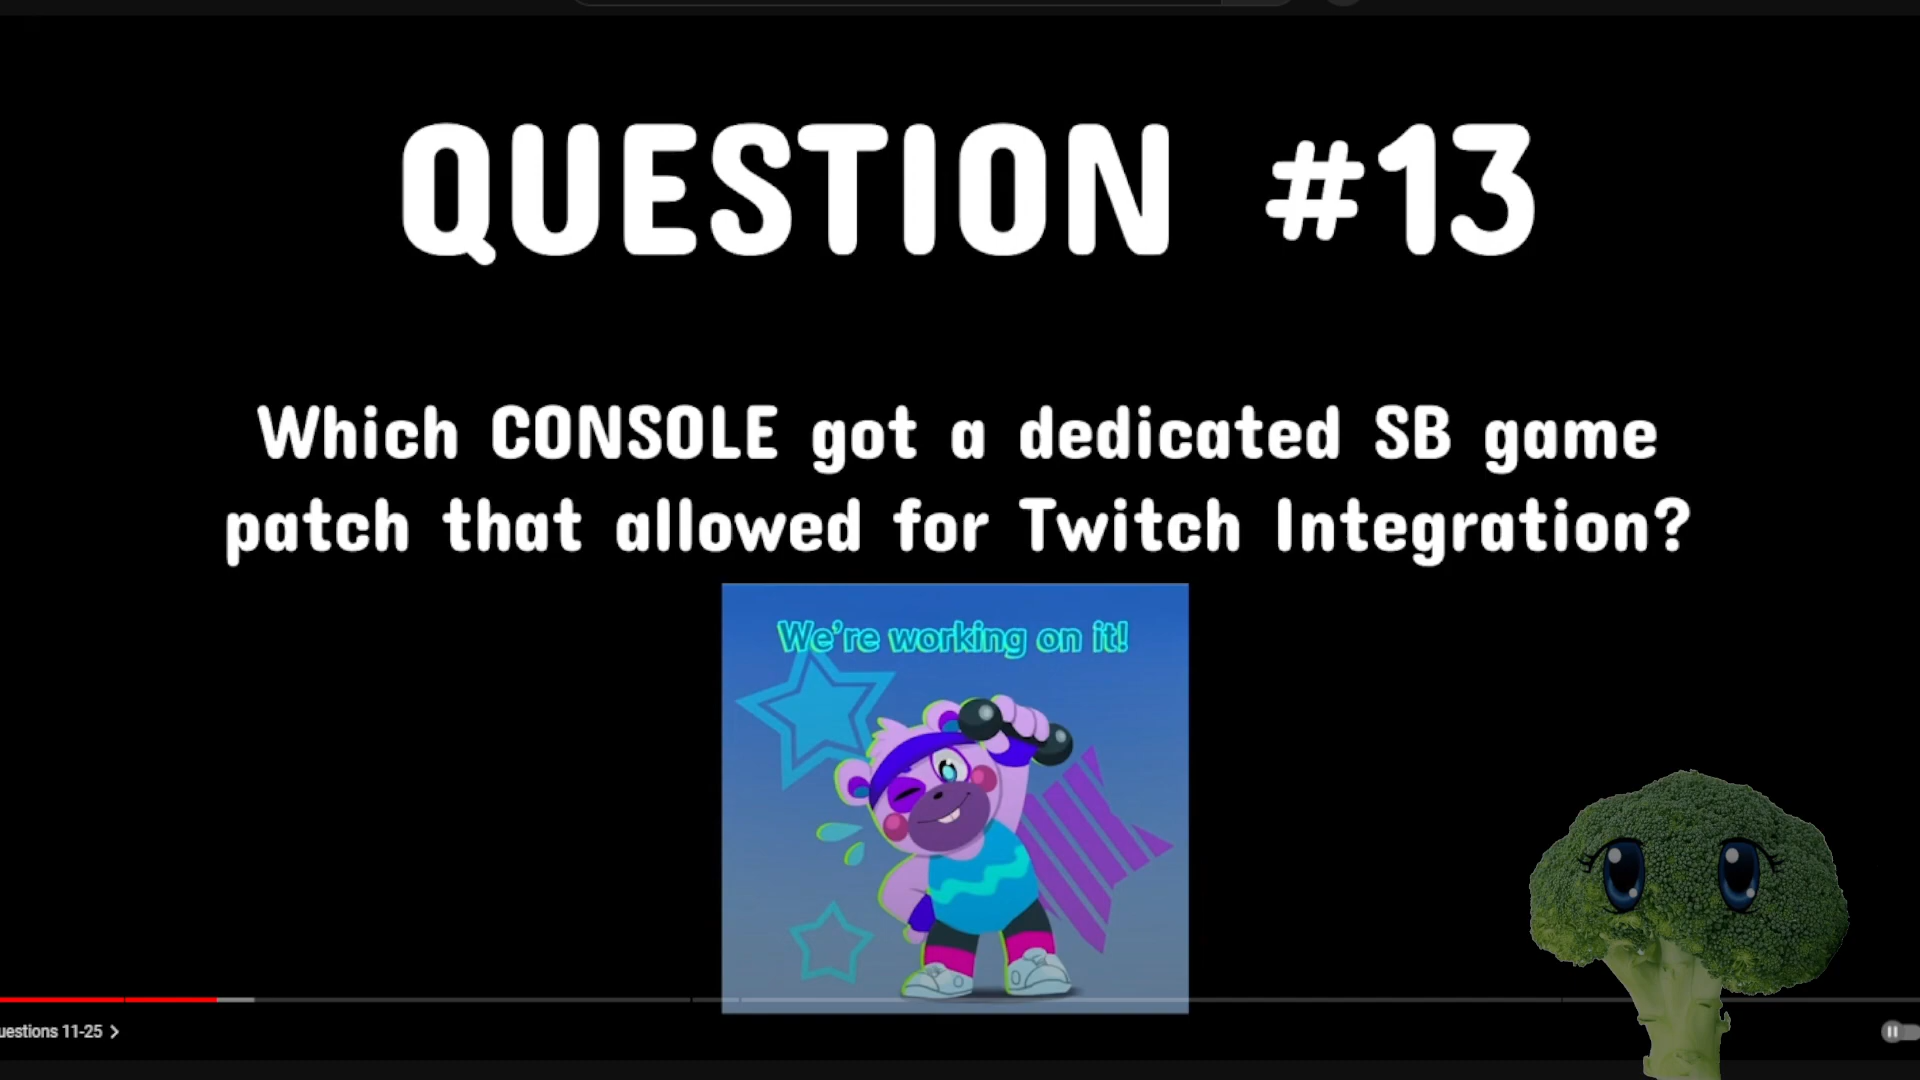 QUESTION #13
Which CONSOLE got a dedicated SB game
patch that allowed for Twitch Integration?
We're working on it!
uestions 11-25